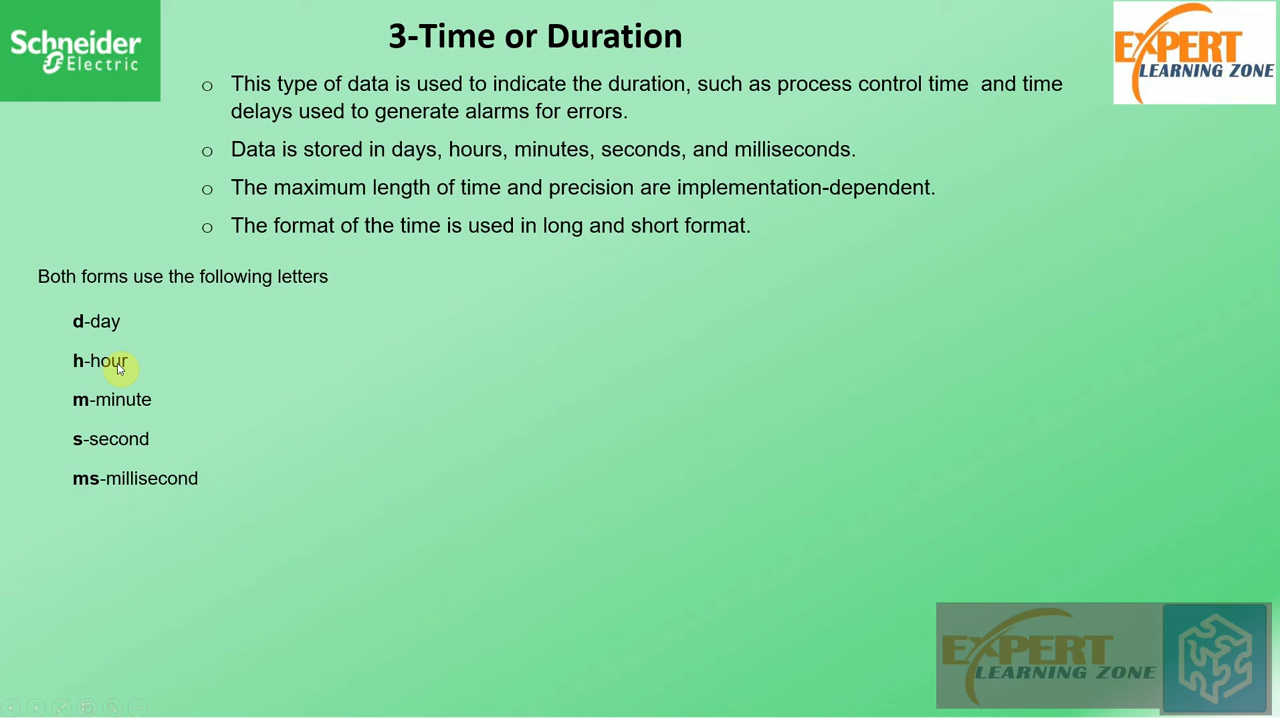 Schneider
Electric
3-Time or Duration
EXPERT
LEARNING ZONE
o This type of data is used to indicate the duration, such as process control time and time
delays used to generate alarms for errors.
o Data is stored in days, hours, minutes, seconds, and milliseconds.
o The maximum length of time and precision are implementation-dependent.
o The format of the time is used in long and short format.
Both forms use the following letters
d-day
h-hour
m-minute
s-second
ms-millisecond
EXPERT
LEARNING ZONE